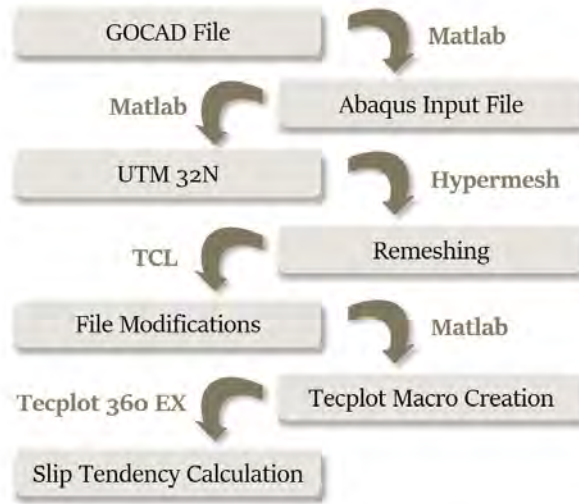 GOCAD File
Matlab
Matlab
Abaqus Input File
UTM 32N
Hypermesh
TCL
Remeshing
File Modifications
Matlab
Tecplot 360 EX
Tecplot Macro Creation
Slip Tendency Calculation